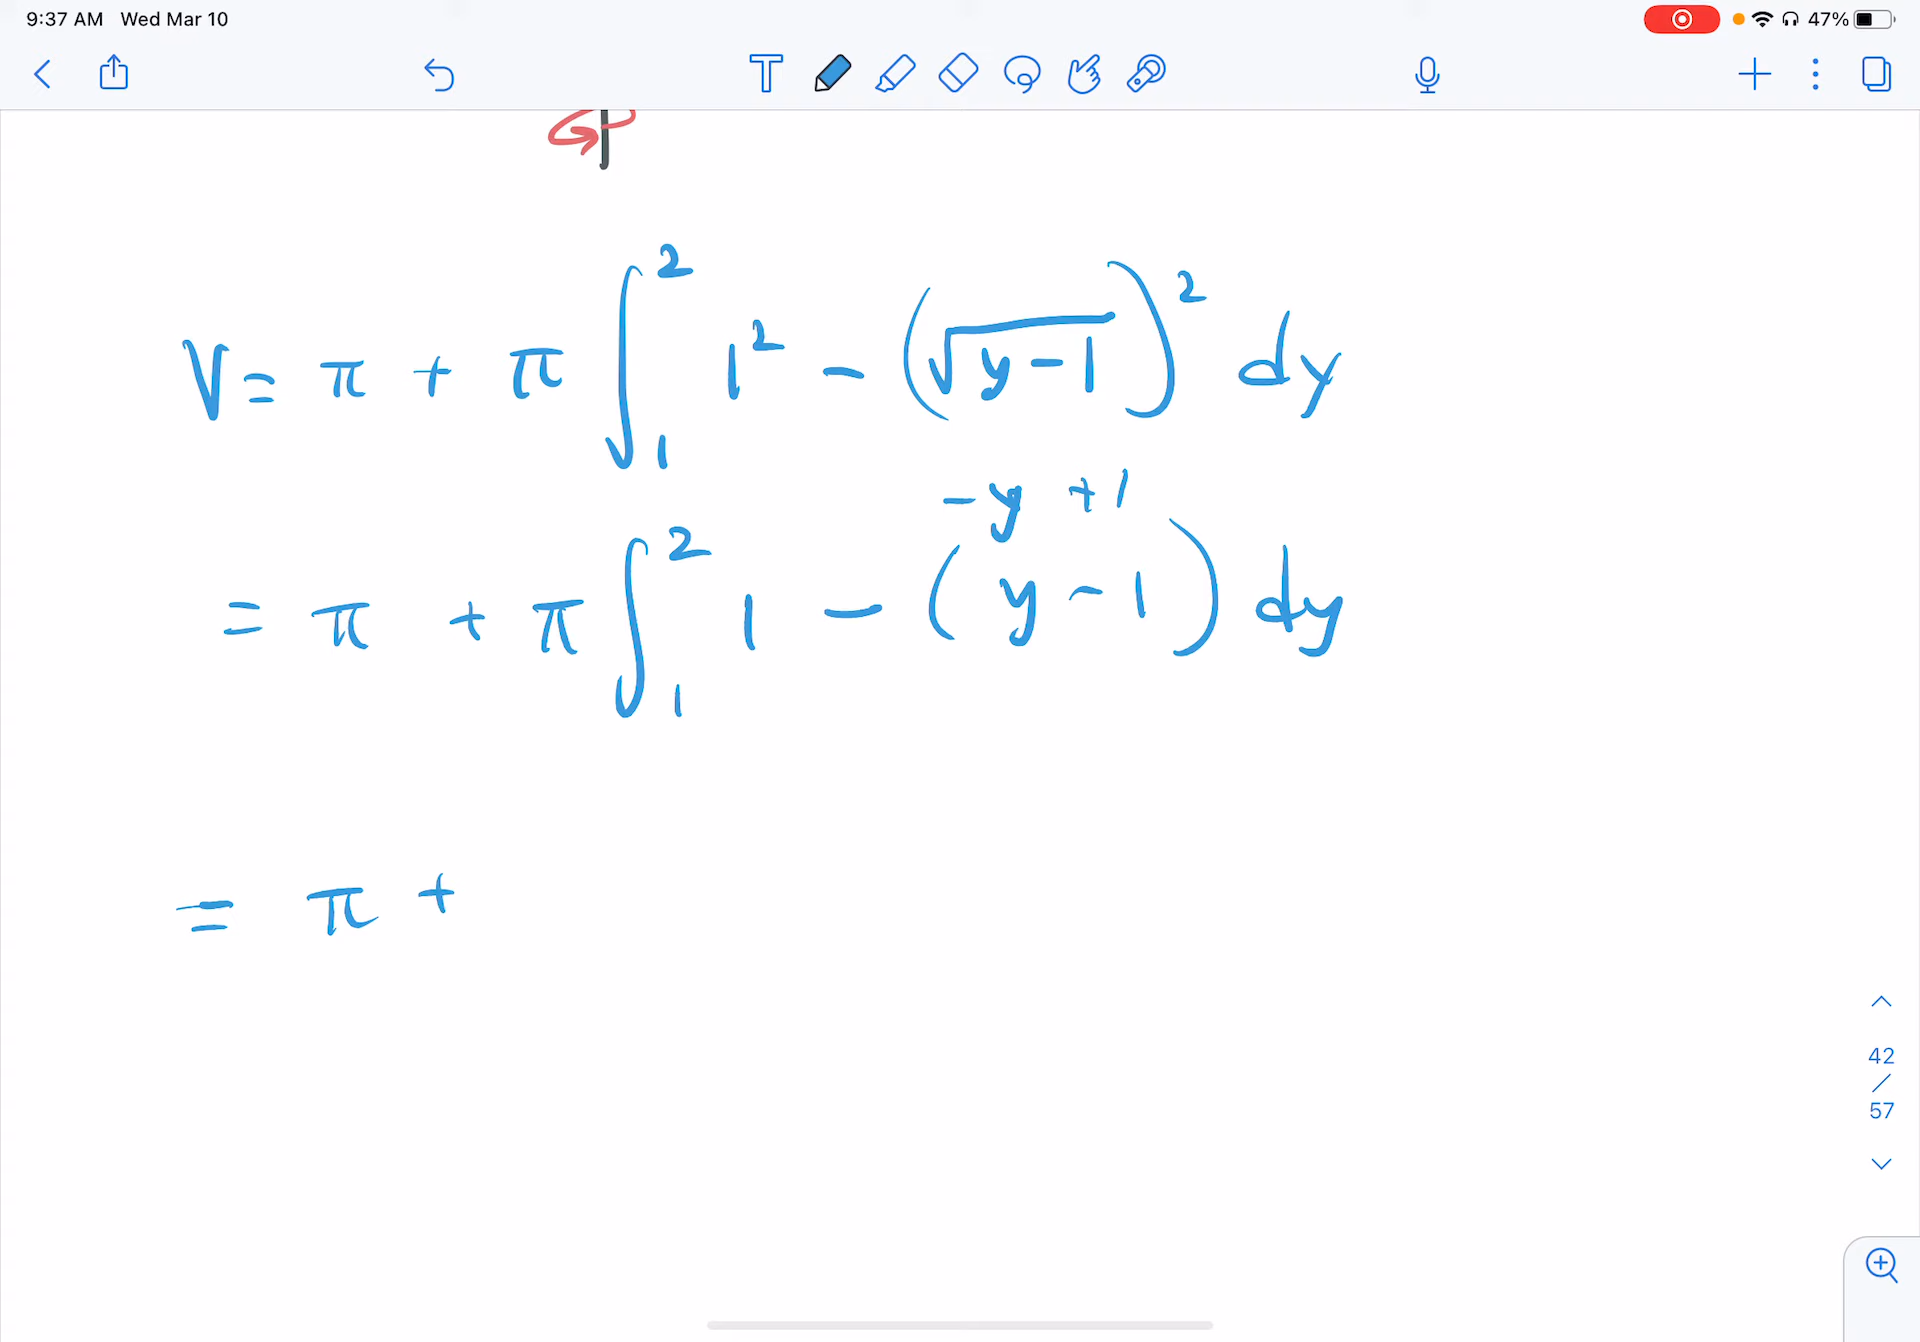 9:37 AM Wed Mar 10 47%
T
V = π + π ∫₁² 1² - (√(y-1))² dy
-y + 1
= π + π ∫₁² 1 - (y - 1) dy
= π +
42
/
57